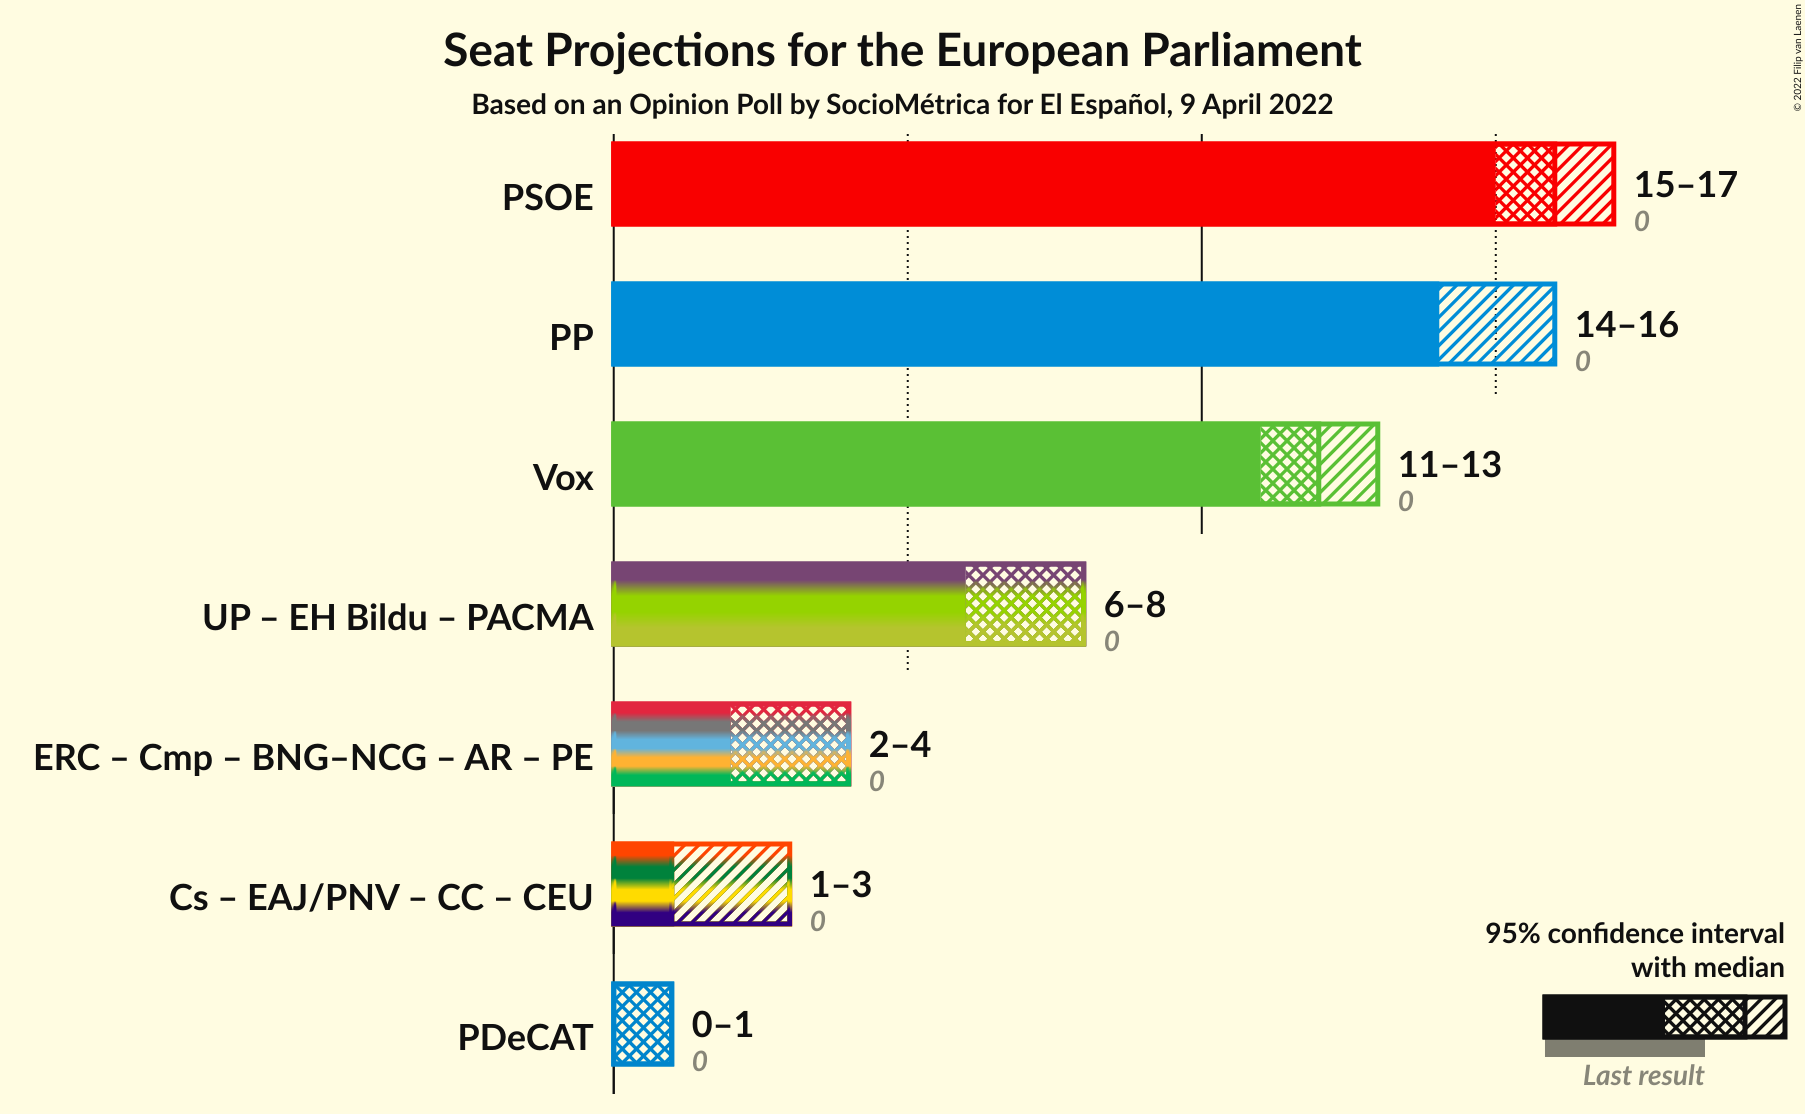 Seat Projections for the European Parliament
Based on an Opinion Poll by SocioMétrica for El Español, 9 April 2022
© 2022 Filip van Laenen
PSOE
15–17
0
PP
14–16
0
Vox
11–13
0
UP – EH Bildu – PACMA
6–8
0
ERC – Cmp – BNG–NCG – AR – PE
2–4
0
Cs – EAJ/PNV – CC – CEU
1–3
0
PDeCAT
0–1
0
95% confidence interval
with median
Last result